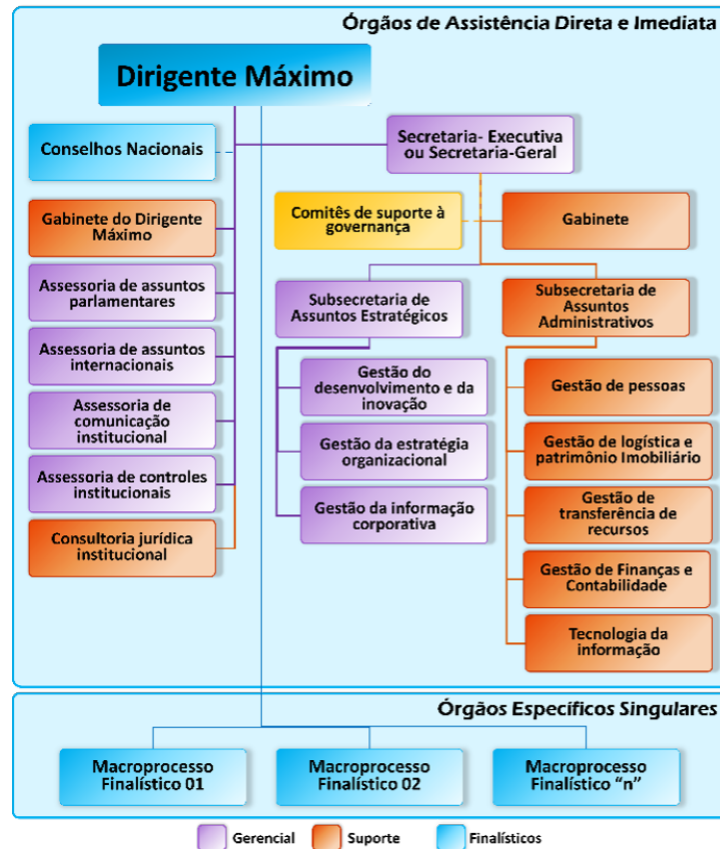 Órgãos de Assistência Direta e Imediata
Dirigente Máximo
Conselhos Nacionais
Secretaria- Executiva
ou Secretaria-Geral
Gabinete do Dirigente
Máximo
Comitês de suporte à
governança
Gabinete
Assessoria de assuntos
parlamentares
Subsecretaria de
Assuntos Estratégicos
Subsecretaria de
Assuntos
Administrativos
Assessoria de assuntos
internacionais
Gestão do
desenvolvimento e da
inovação
Gestão de pessoas
Assessoria de
comunicação
institucional
Gestão da estratégia
organizacional
Gestão de logística e
patrimônio Imobiliário
Assessoria de controles
institucionais
Gestão da informação
corporativa
Gestão de
transferência de
recursos
Consultoria jurídica
institucional
Gestão de Finanças e
Contabilidade
Tecnologia da
informação
Órgãos Específicos Singulares
Macroprocesso
Finalístico 01
Macroprocesso
Finalístico 02
Macroprocesso
Finalístico “n”
Gerencial
Suporte
Finalísticos